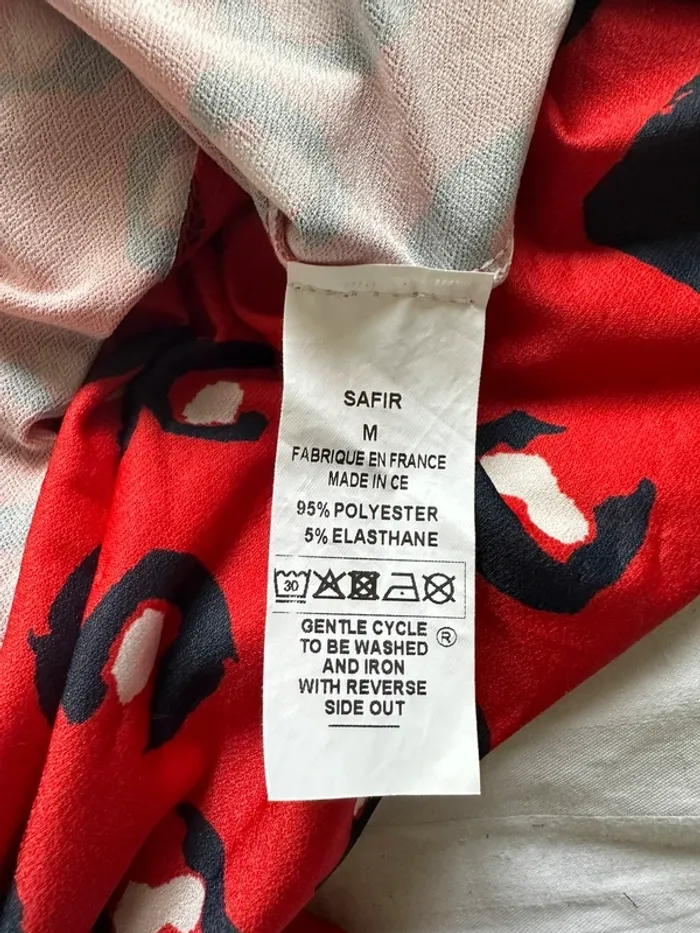 SAFIR
M
FABRIQUE EN FRANCE
MADE IN CE
95% POLYESTER
5% ELASTHANE
30
GENTLE CYCLE ®
TO BE WASHED
AND IRON
WITH REVERSE
SIDE OUT